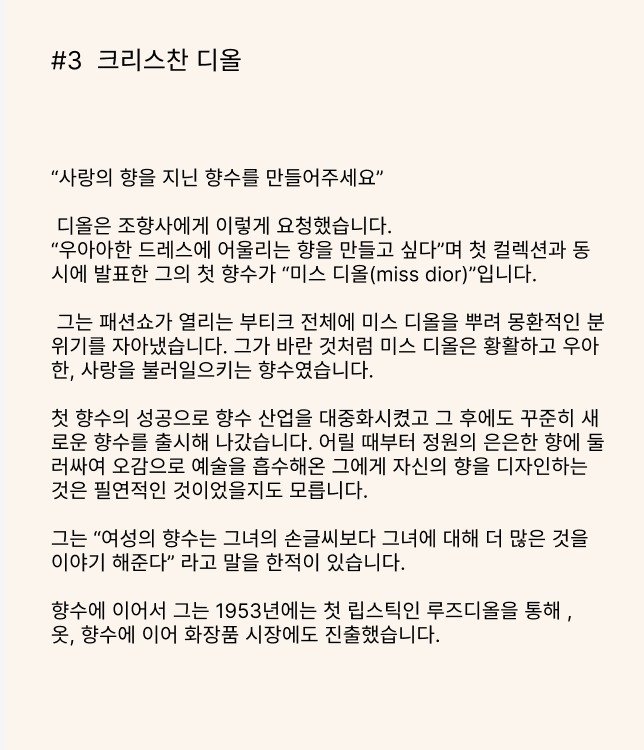 #3 크리스찬 디올
“사랑의 향을 지닌 향수를 만들어주세요”
디올은 조향사에게 이렇게 요청했습니다.
“우아아한 드레스에 어울리는 향을 만들고 싶다”며 첫 컬렉션과 동
시에 발표한 그의 첫 향수가 “미스 디올(miss dior)”입니다.
그는 패션쇼가 열리는 부티크 전체에 미스 디올을 뿌려 몽환적인 분
위기를 자아냈습니다. 그가 바란 것처럼 미스 디올은 황활하고 우아
한, 사랑을 불러일으키는 향수였습니다.
첫 향수의 성공으로 향수 산업을 대중화시켰고 그 후에도 꾸준히 새
로운 향수를 출시해 나갔습니다. 어릴 때부터 정원의 은은한 향에 둘
러싸여 오감으로 예술을 흡수해온 그에게 자신의 향을 디자인하는
것은 필연적인 것이었을지도 모릅니다.
그는 “여성의 향수는 그녀의 손글씨보다 그녀에 대해 더 많은 것을
이야기 해준다” 라고 말을 한적이 있습니다.
향수에 이어서 그는 1953년에는 첫 립스틱인 루즈디올을 통해 ,
옷, 향수에 이어 화장품 시장에도 진출했습니다.